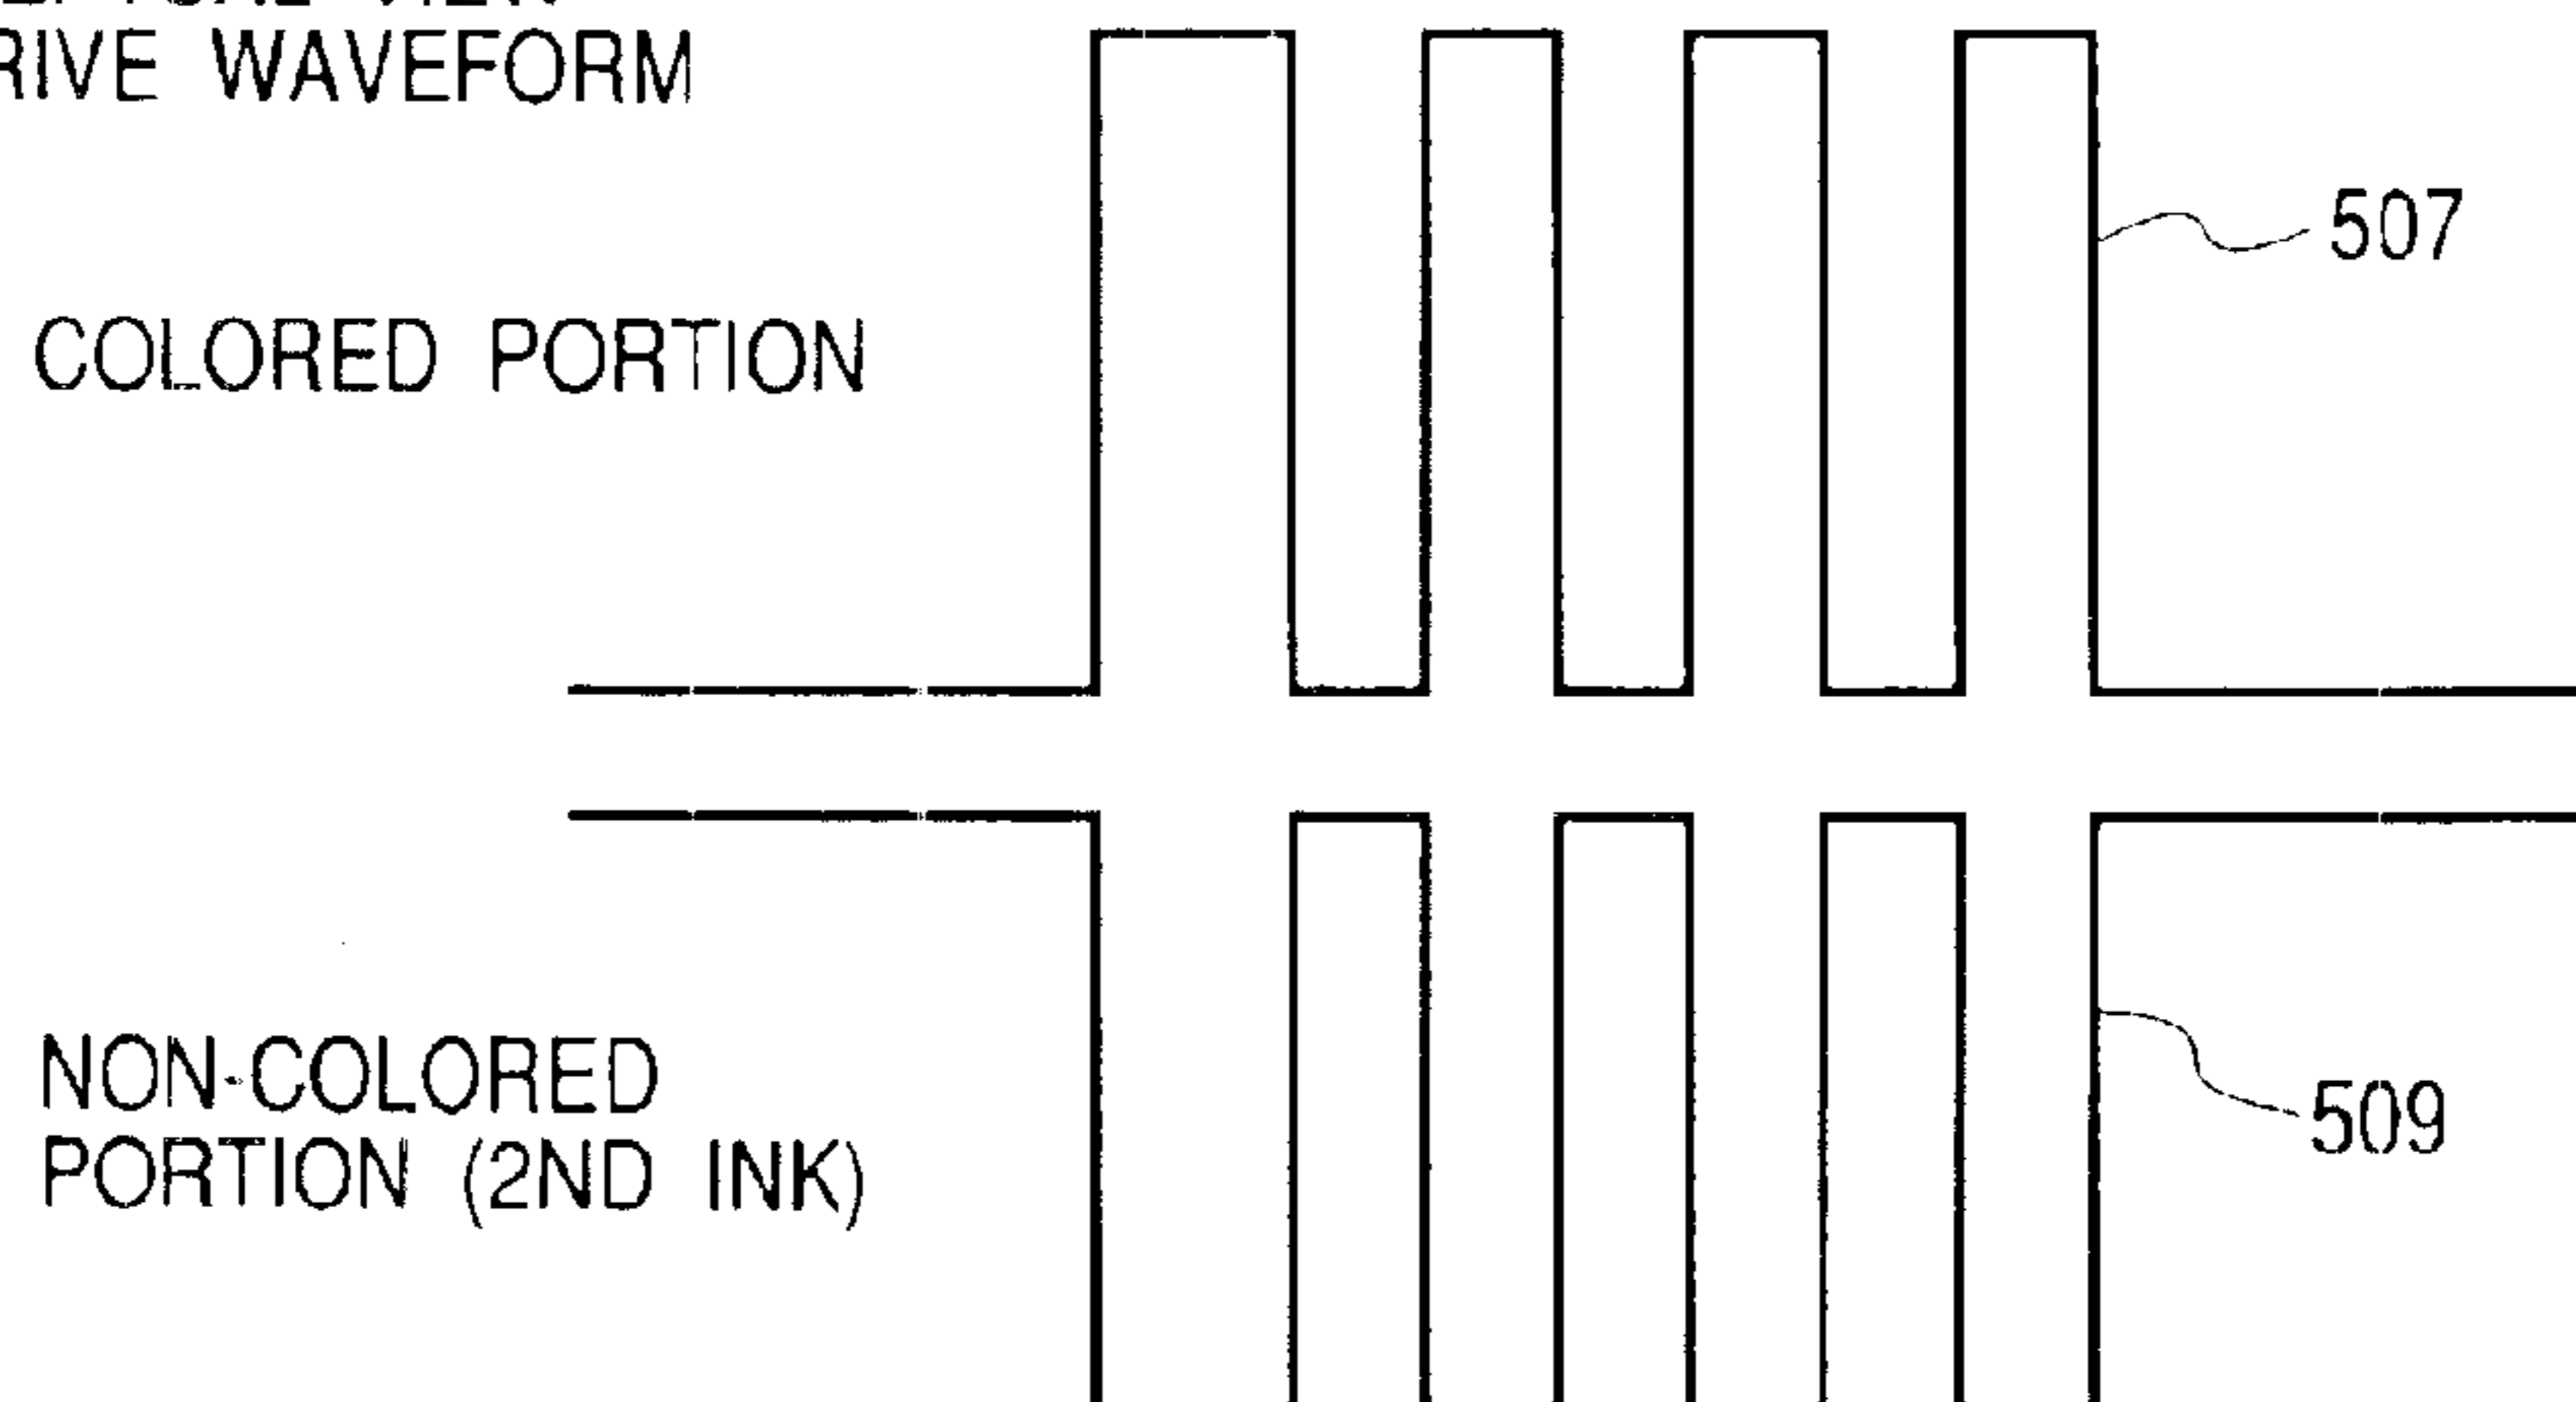 RIVE WAVEFORM
COLORED PORTION
507
NON-COLORED
PORTION (2ND INK)
509